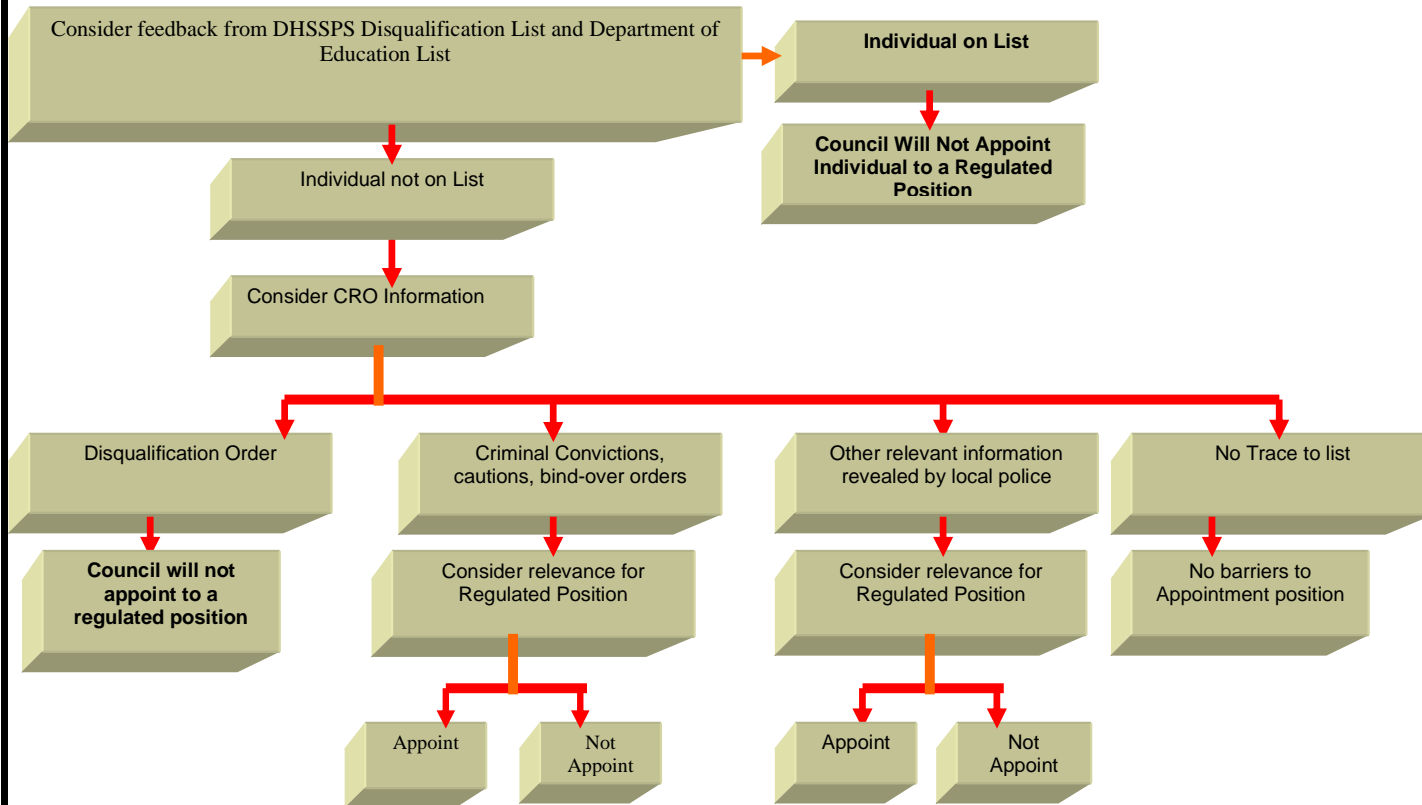 Consider feedback from DHSSPS Disqualification List and Department of
Education List
Individual on List
Council Will Not Appoint
Individual to a Regulated
Position
Individual not on List
Consider CRO Information
Disqualification Order
Criminal Convictions,
cautions, bind-over orders
Other relevant information
revealed by local police
No Trace to list
Council will not
appoint to a
regulated position
Consider relevance for
Regulated Position
Consider relevance for
Regulated Position
No barriers to
Appointment position
Appoint
Not
Appoint
Appoint
Not
Appoint